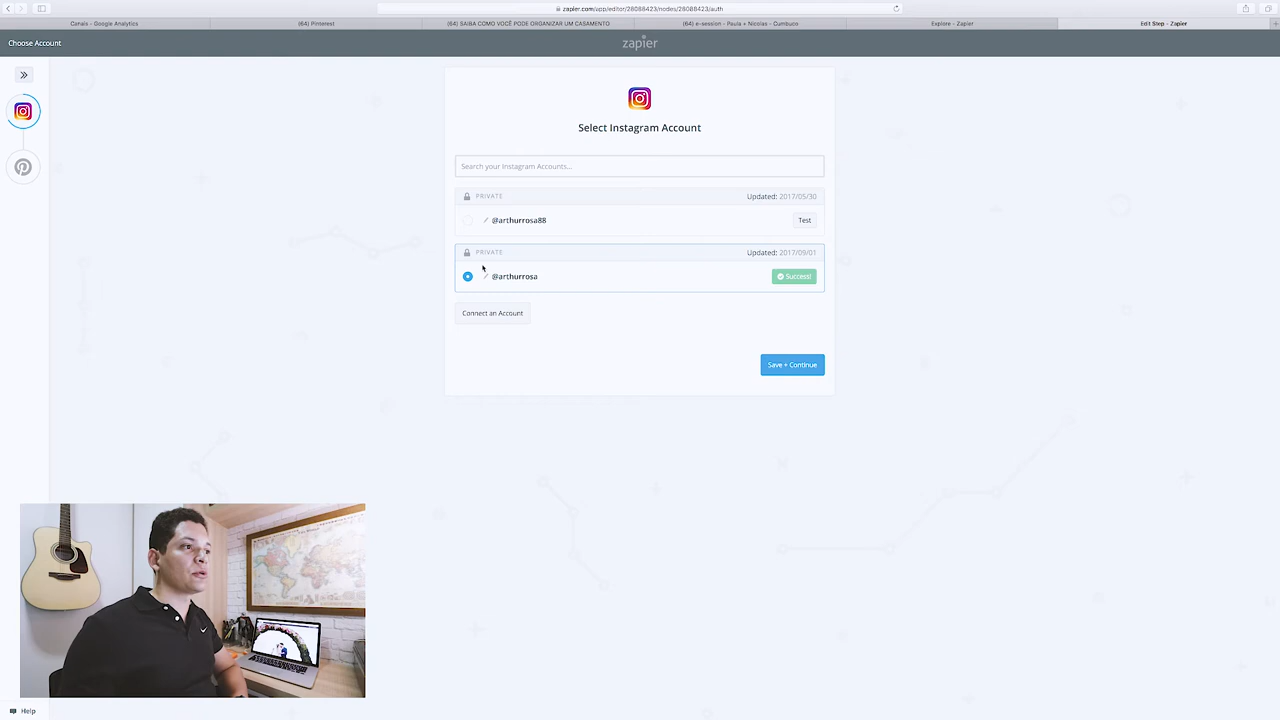 zapier.com/app/editor/28088423/nodes/28088423/auth
Canais - Google Analytics
(64) Pinterest
(64) SAIBA COMO VOCÊ PODE ORGANIZAR UM CASAMENTO
(64) e-session - Paula + Nicolas - Cumbuco
Explore - Zapier
Edit Step - Zapier
Choose Account
zapier
Select Instagram Account
Search your Instagram Accounts...
PRIVATE
Updated: 2017/05/30
@arthurrosa88
Test
PRIVATE
Updated: 2017/09/01
@arthurrosa
Success!
Connect an Account
Save + Continue
Help